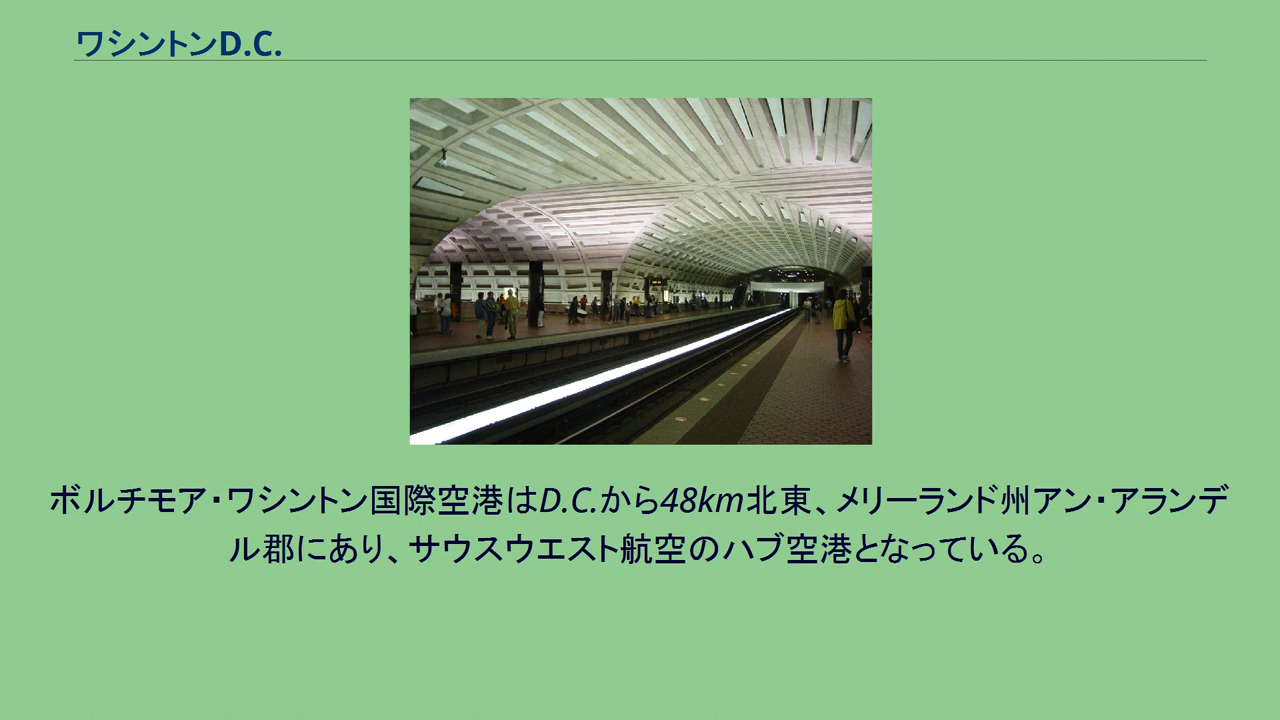 ワシントンD.C.
ボルチモア・ワシントン国際空港はD.C.から48km北東、メリーランド州アン・アランデ
ル郡にあり、サウスウエスト航空のハブ空港となっている。